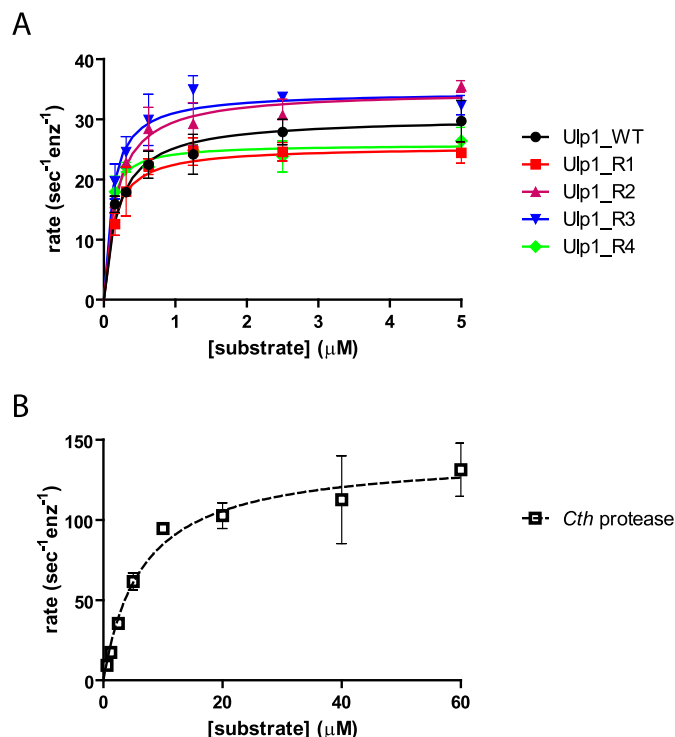 A
40
30
20
10
0
rate (sec⁻¹enz⁻¹)
0 1 2 3 4 5
[substrate] (μM)
Ulp1_WT
Ulp1_R1
Ulp1_R2
Ulp1_R3
Ulp1_R4
B
150
100
50
0
rate (sec⁻¹enz⁻¹)
0 20 40 60
[substrate] (μM)
Cth protease